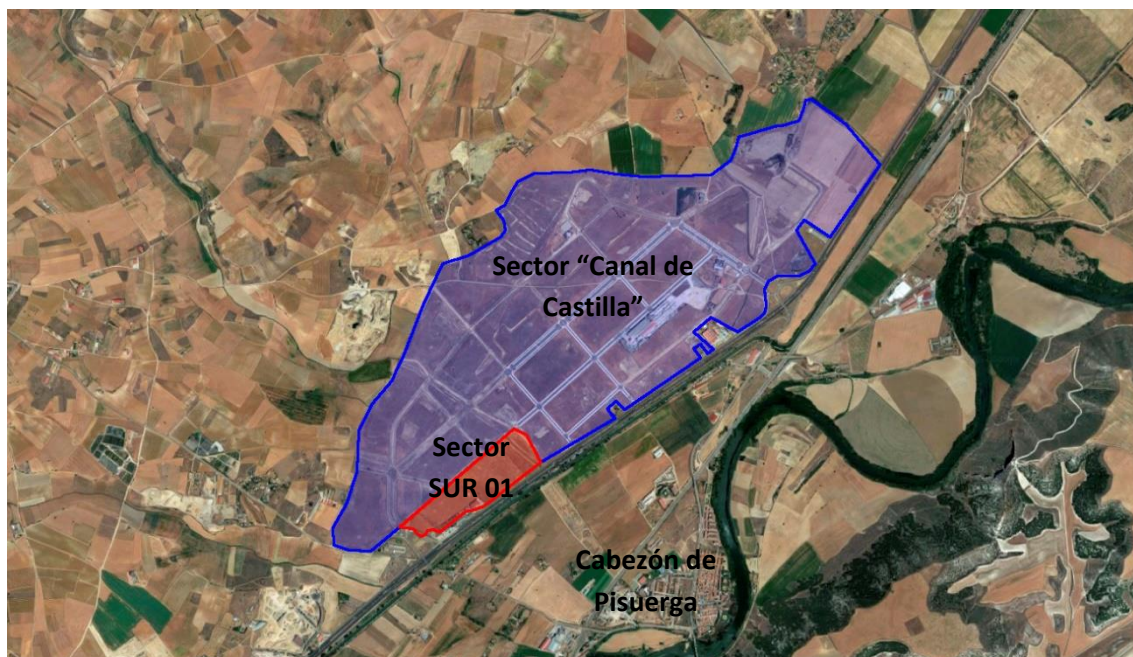 Sector “Canal de
Castilla”
Sector
SUR 01
Cabezón de
Pisuerga